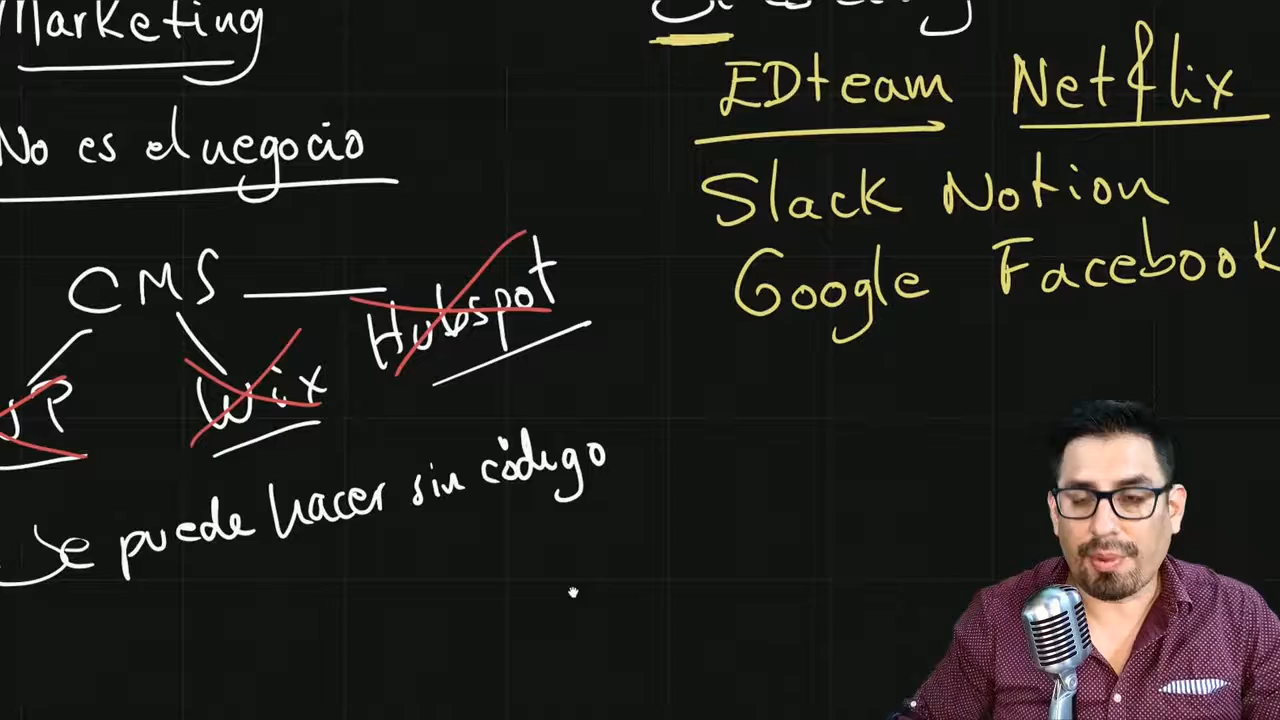 Marketing
No es el negocio
CMS
Hubspot
Wix
Se puede hacer sin código
EDteam Netflix
Slack Notion
Google Facebook